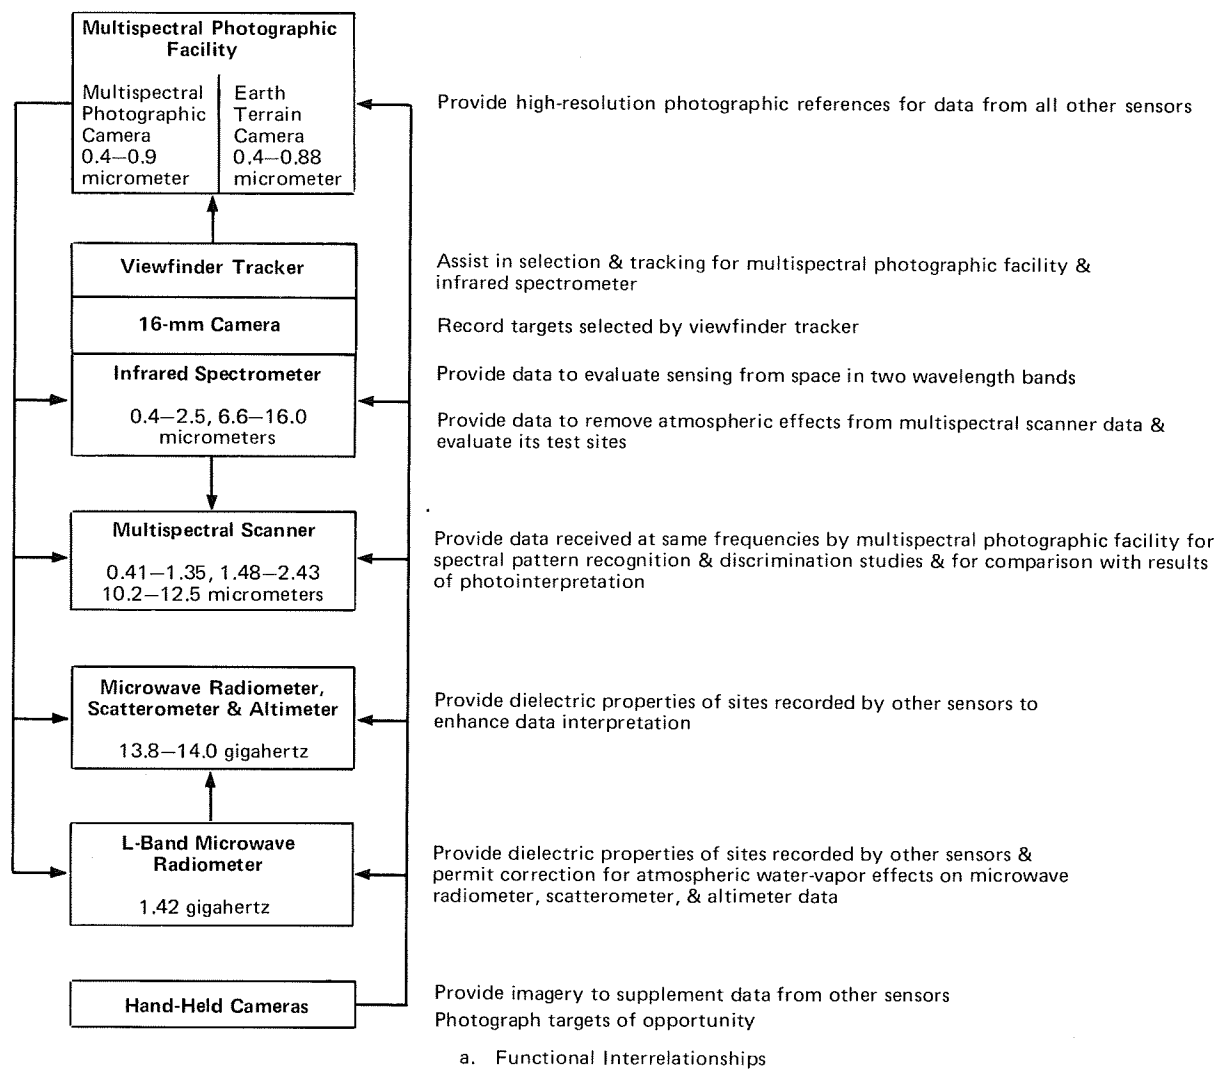 Multispectral Photographic
Facility
Multispectral
Photographic
Camera
0.4—0.9
micrometer
Earth
Terrain
Camera
0.4—0.88
micrometer
Provide high-resolution photographic references for data from all other sensors
Viewfinder Tracker
Assist in selection & tracking for multispectral photographic facility &
infrared spectrometer
16-mm Camera
Record targets selected by viewfinder tracker
Infrared Spectrometer
0.4—2.5, 6.6—16.0
micrometers
Provide data to evaluate sensing from space in two wavelength bands
Provide data to remove atmospheric effects from multispectral scanner data &
evaluate its test sites
Multispectral Scanner
0.41—1.35, 1.48—2.43
10.2—12.5 micrometers
Provide data received at same frequencies by multispectral photographic facility for
spectral pattern recognition & discrimination studies & for comparison with results
of photointerpretation
Microwave Radiometer,
Scatterometer & Altimeter
13.8—14.0 gigahertz
Provide dielectric properties of sites recorded by other sensors to
enhance data interpretation
L-Band Microwave
Radiometer
1.42 gigahertz
Provide dielectric properties of sites recorded by other sensors &
permit correction for atmospheric water-vapor effects on microwave
radiometer, scatterometer, & altimeter data
Hand-Held Cameras
Provide imagery to supplement data from other sensors
Photograph targets of opportunity
a. Functional Interrelationships